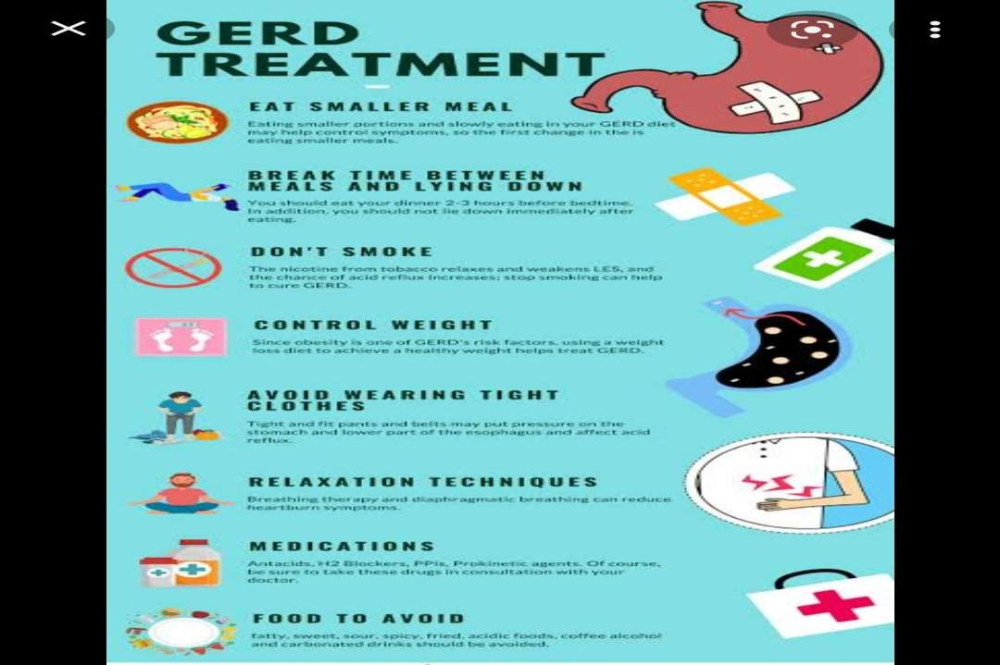 GERD
TREATMENT
EAT SMALLER MEAL
Eating smaller portions and slowly eating in your GERD diet
may help control symptoms, so the first change in the is
eating smaller meals.
BREAK TIME BETWEEN
MEALS AND LYING DOWN
You should eat your dinner 2-3 hours before bedtime.
In addition, you should not lie down immediately after
eating.
DON'T SMOKE
The nicotine from tobacco relaxes and weakens LES, and
the chance of acid reflux increases; stop smoking can help
to cure GERD.
CONTROL WEIGHT
Since obesity is one of GERD's risk factors, using a weight
loss diet to achieve a healthy weight helps treat GERD.
AVOID WEARING TIGHT
CLOTHES
Tight and fit pants and belts may put pressure on the
stomach and lower part of the esophagus and affect acid
reflux.
RELAXATION TECHNIQUES
Breathing therapy and diaphragmatic breathing can reduce
heartburn symptoms.
MEDICATIONS
Antacids, H2 Blockers, PPIs, Prokinetic agents. Of course,
be sure to take these drugs in consultation with your
doctor.
FOOD TO AVOID
fatty, sweet, sour, spicy, fried, acidic foods, coffee alcohol
and carbonated drinks should be avoided.